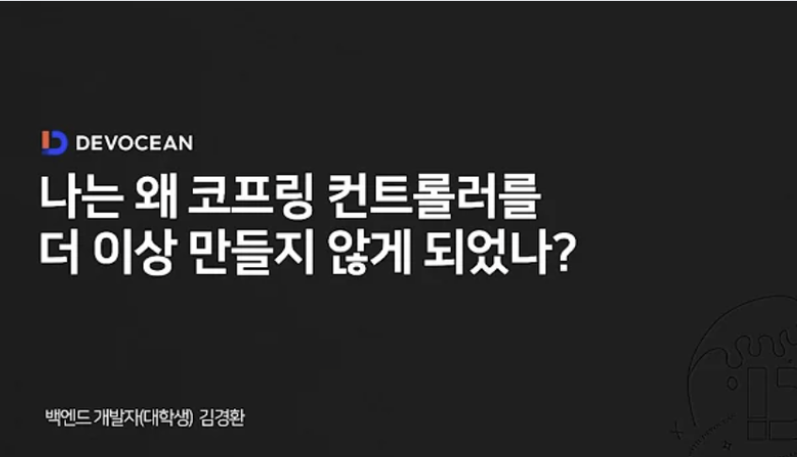 DEVOCEAN
나는 왜 코프링 컨트롤러를
더 이상 만들지 않게 되었나?
백엔드 개발자(대학생) 김경환